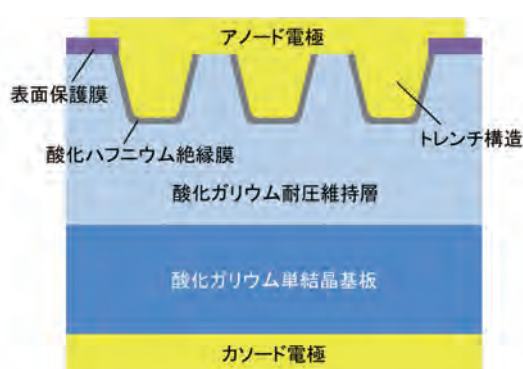 アノード電極
表面保護膜
トレンチ構造
酸化ハフニウム絶縁膜
酸化ガリウム耐圧維持層
酸化ガリウム単結晶基板
カソード電極